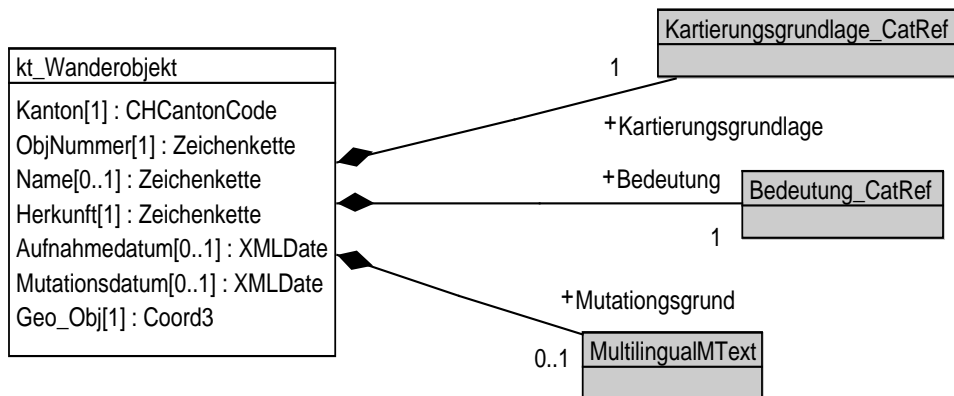 kt_Wanderobjekt
Kanton[1] : CHCantonCode
ObjNummer[1] : Zeichenkette
Name[0..1] : Zeichenkette
Herkunft[1] : Zeichenkette
Aufnahmedatum[0..1] : XMLDate
Mutationsdatum[0..1] : XMLDate
Geo_Obj[1] : Coord3
Kartierungsgrundlage_CatRef
1
+Kartierungsgrundlage
+Bedeutung
Bedeutung_CatRef
1
+Mutationgsgrund
0..1
MultilingualMText